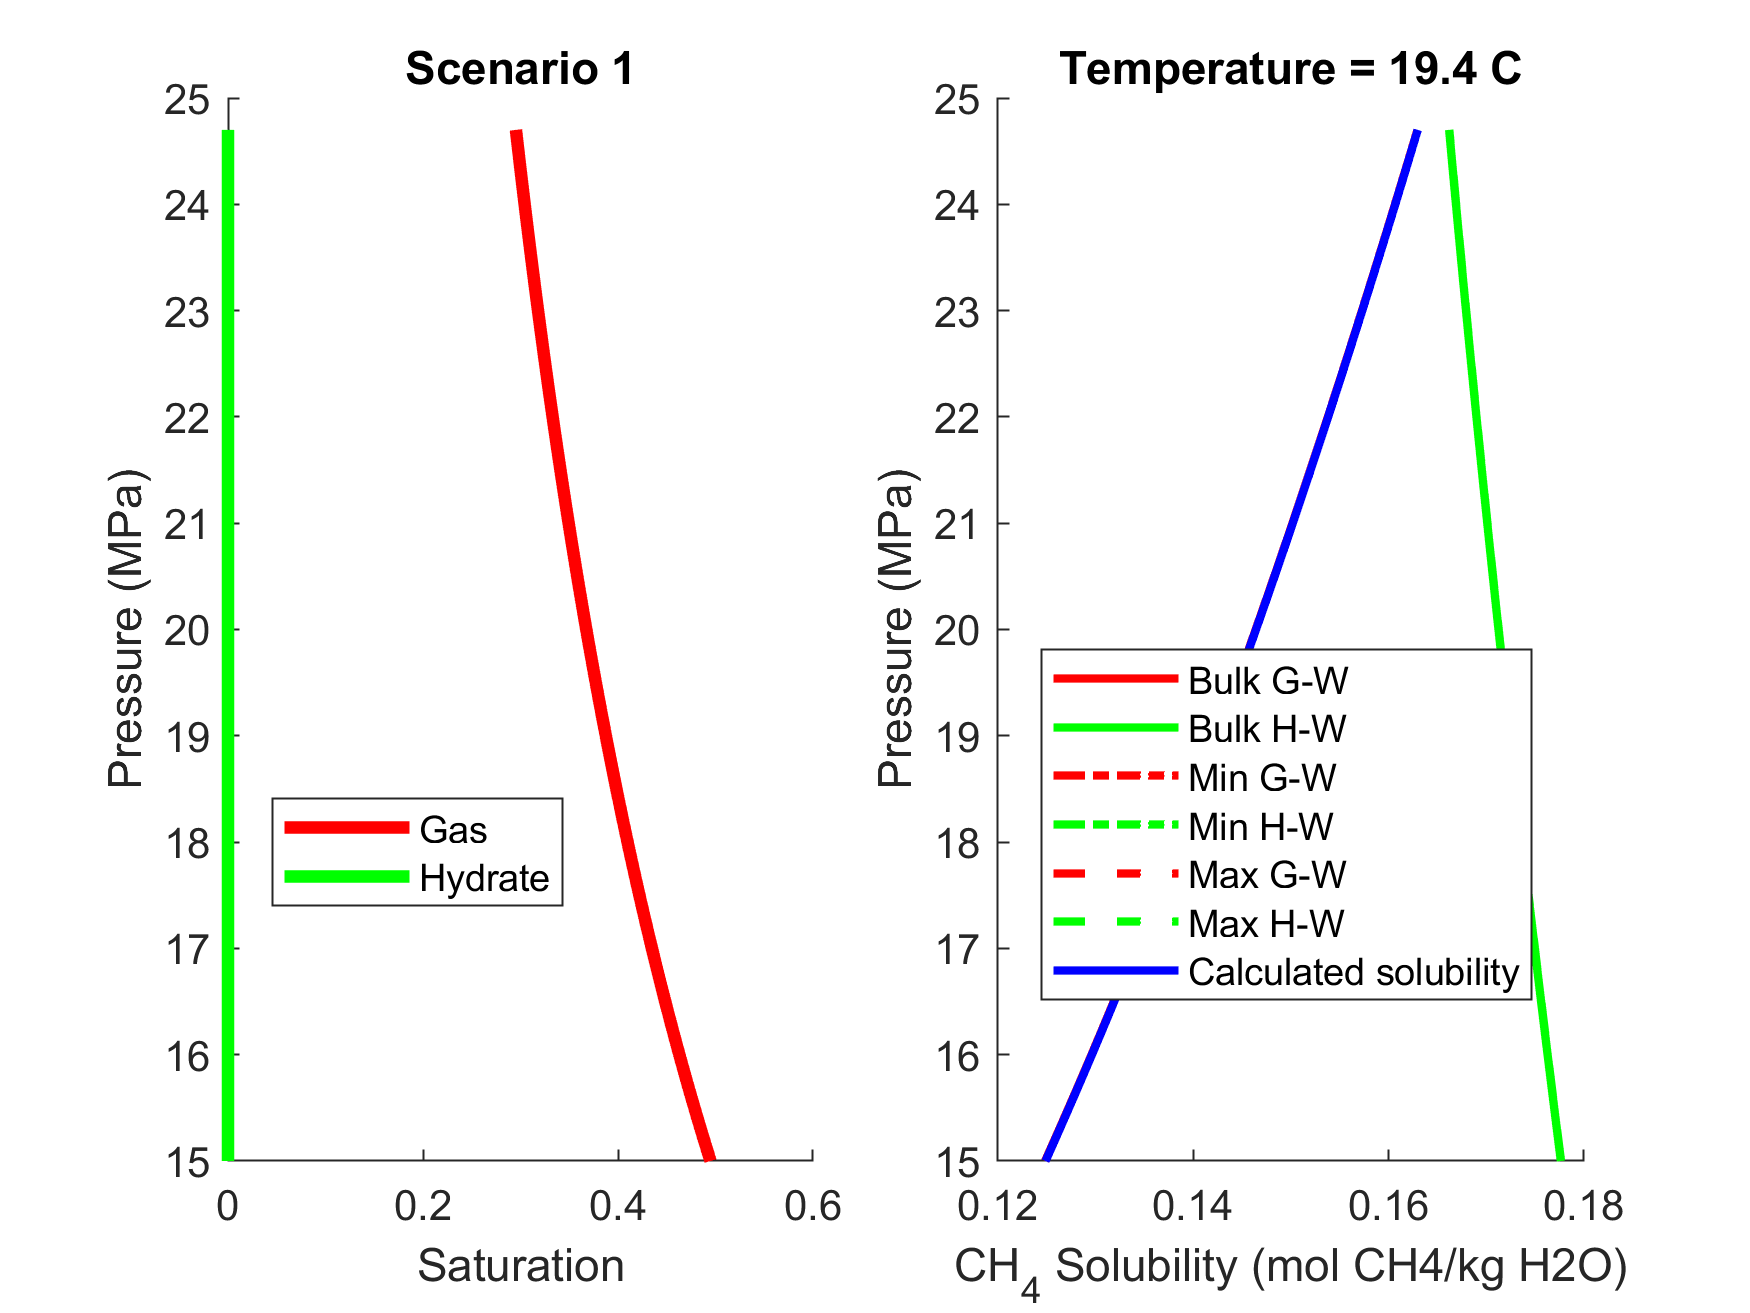 Scenario 1
25
24
23
22
21
20
19
18
17
16
15
Pressure (MPa)
Gas
Hydrate
0 0.2 0.4 0.6
Saturation
Temperature = 19.4 C
25
24
23
22
21
20
19
18
17
16
15
Pressure (MPa)
Bulk G-W
Bulk H-W
Min G-W
Min H-W
Max G-W
Max H-W
Calculated solubility
0.12 0.14 0.16 0.18
CH4 Solubility (mol CH4/kg H2O)